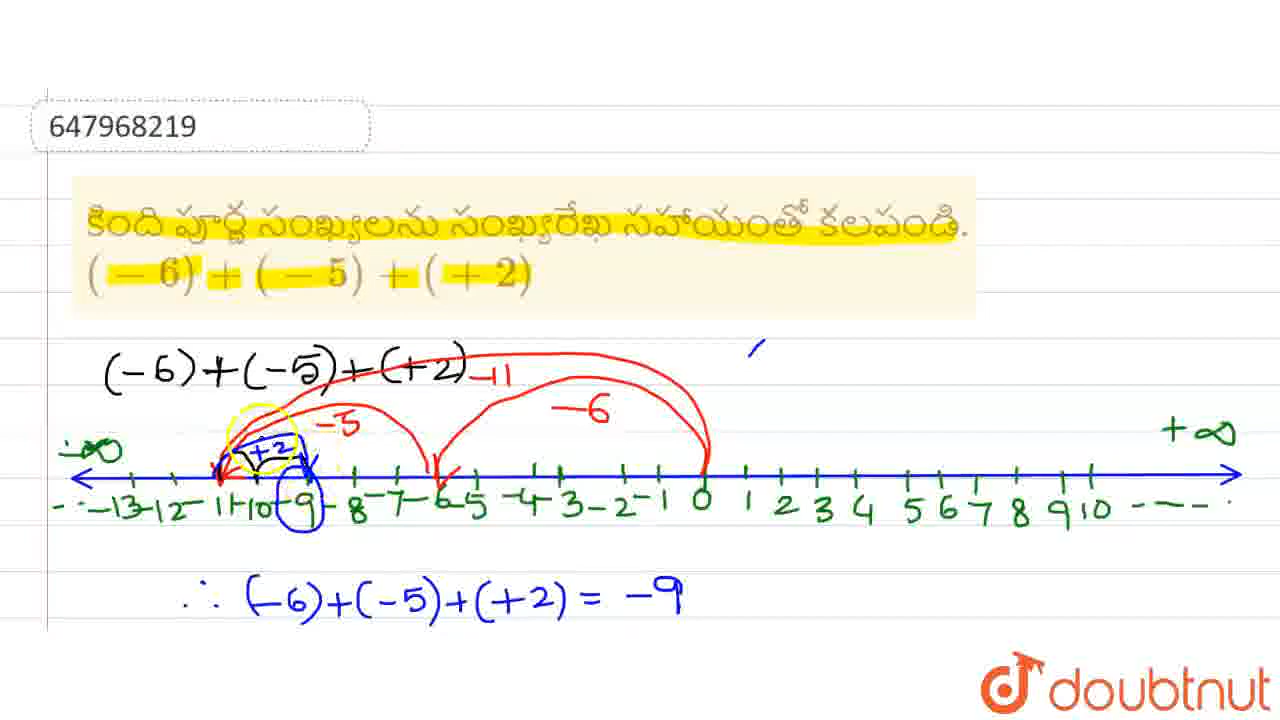 647968219
కింది పూర్ణ సంఖ్యలను సంఖ్యరేఖ సహాయంతో కలపండి.
(−6)+(−5)+(+2)
(-6)+(-5)+(+2)
-11
-6
-5
+2
-∞
+∞
...-13 -12 -11 -10 -9 -8 -7 -6 -5 -4 -3 -2 -1 0 1 2 3 4 5 6 7 8 9 10 ---.
∴ (-6)+(-5)+(+2) = -9
doubtnut